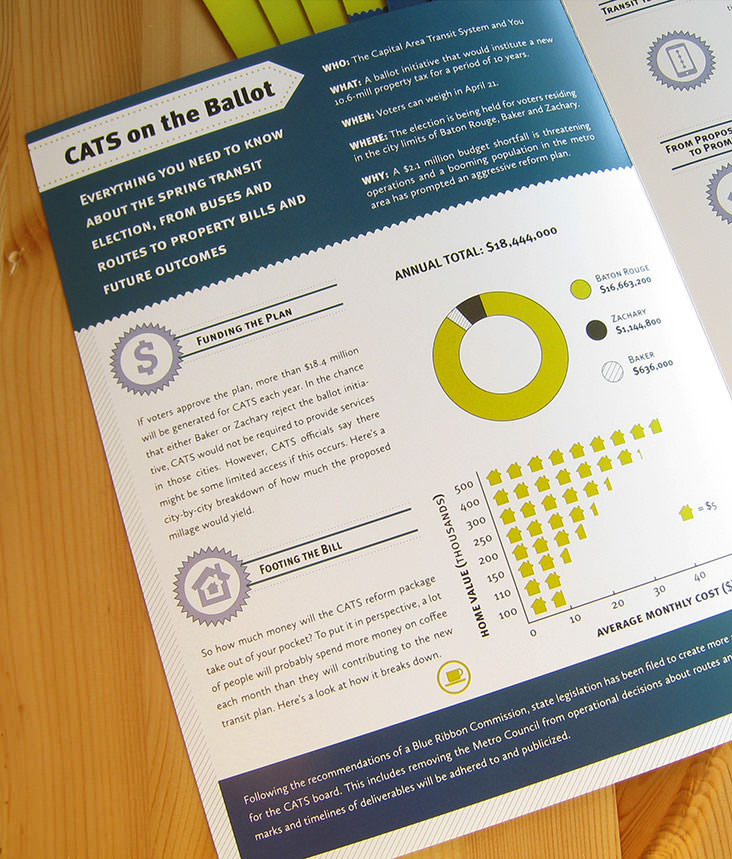 CATS on the Ballot
EVERYTHING YOU NEED TO KNOW
ABOUT THE SPRING TRANSIT
ELECTION, FROM BUSES AND
ROUTES TO PROPERTY BILLS AND
FUTURE OUTCOMES
WHO: The Capital Area Transit System and You
WHAT: A ballot initiative that would institute a new
10.6-mill property tax for a period of 10 years.
WHEN: Voters can weigh in April 21.
WHERE: The election is being held for voters residing
in the city limits of Baton Rouge, Baker and Zachary.
WHY: A $2.1 million budget shortfall is threatening
operations and a booming population in the metro
area has prompted an aggressive reform plan.
FUNDING THE PLAN
$
If voters approve the plan, more than $18.4 million
will be generated for CATS each year. In the chance
that either Baker or Zachary reject the ballot initia-
tive, CATS would not be required to provide services
in those cities. However, CATS officials say there
might be some limited access if this occurs. Here's a
city-by-city breakdown of how much the proposed
millage would yield.
ANNUAL TOTAL: $18,444,000
BATON ROUGE
$16,663,200
ZACHARY
$1,144,800
BAKER
$636,000
FOOTING THE BILL
So how much money will the CATS reform package
take out of your pocket? To put it in perspective, a lot
of people will probably spend more money on coffee
each month than they will contributing to the new
transit plan. Here's a look at how it breaks down.
HOME VALUE (THOUSANDS)
500
400
300
250
200
150
110
100
0 10 20 30 40
AVERAGE MONTHLY COST ($
= $5
Following the recommendations of a Blue Ribbon Commission, state legislation has been filed to create more
for the CATS board. This includes removing the Metro Council from operational decisions about routes
marks and timelines of deliverables will be adhered to and publicized.
TRANSIT
FROM
TO